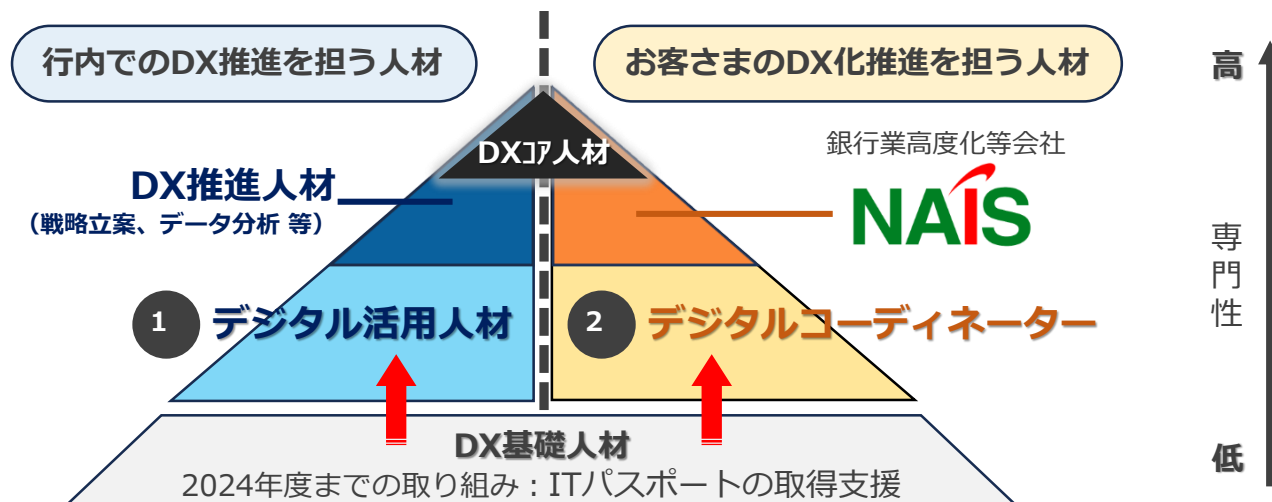 行内でのDX推進を担う人材
お客さまのDX化推進を担う人材
高
DXｺｱ人材
銀行業高度化等会社
NAIS
DX推進人材
（戦略立案、データ分析 等）
専門性
1 デジタル活用人材
2 デジタルコーディネーター
DX基礎人材
2024年度までの取り組み：ITパスポートの取得支援
低